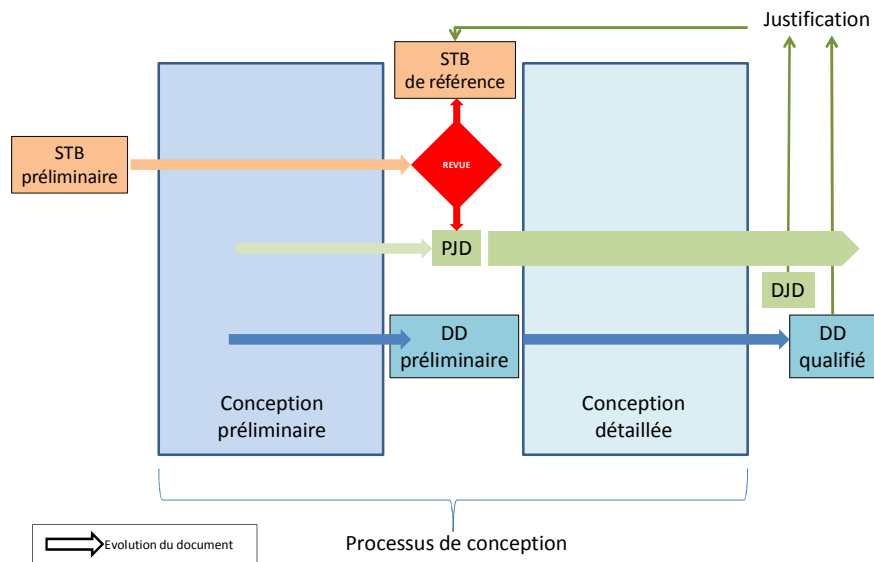 Justification
STB
de référence
STB
préliminaire
REVUE
PJD
DJD
DD
préliminaire
DD
qualifié
Conception
préliminaire
Conception
détaillée
Evolution du document
Processus de conception